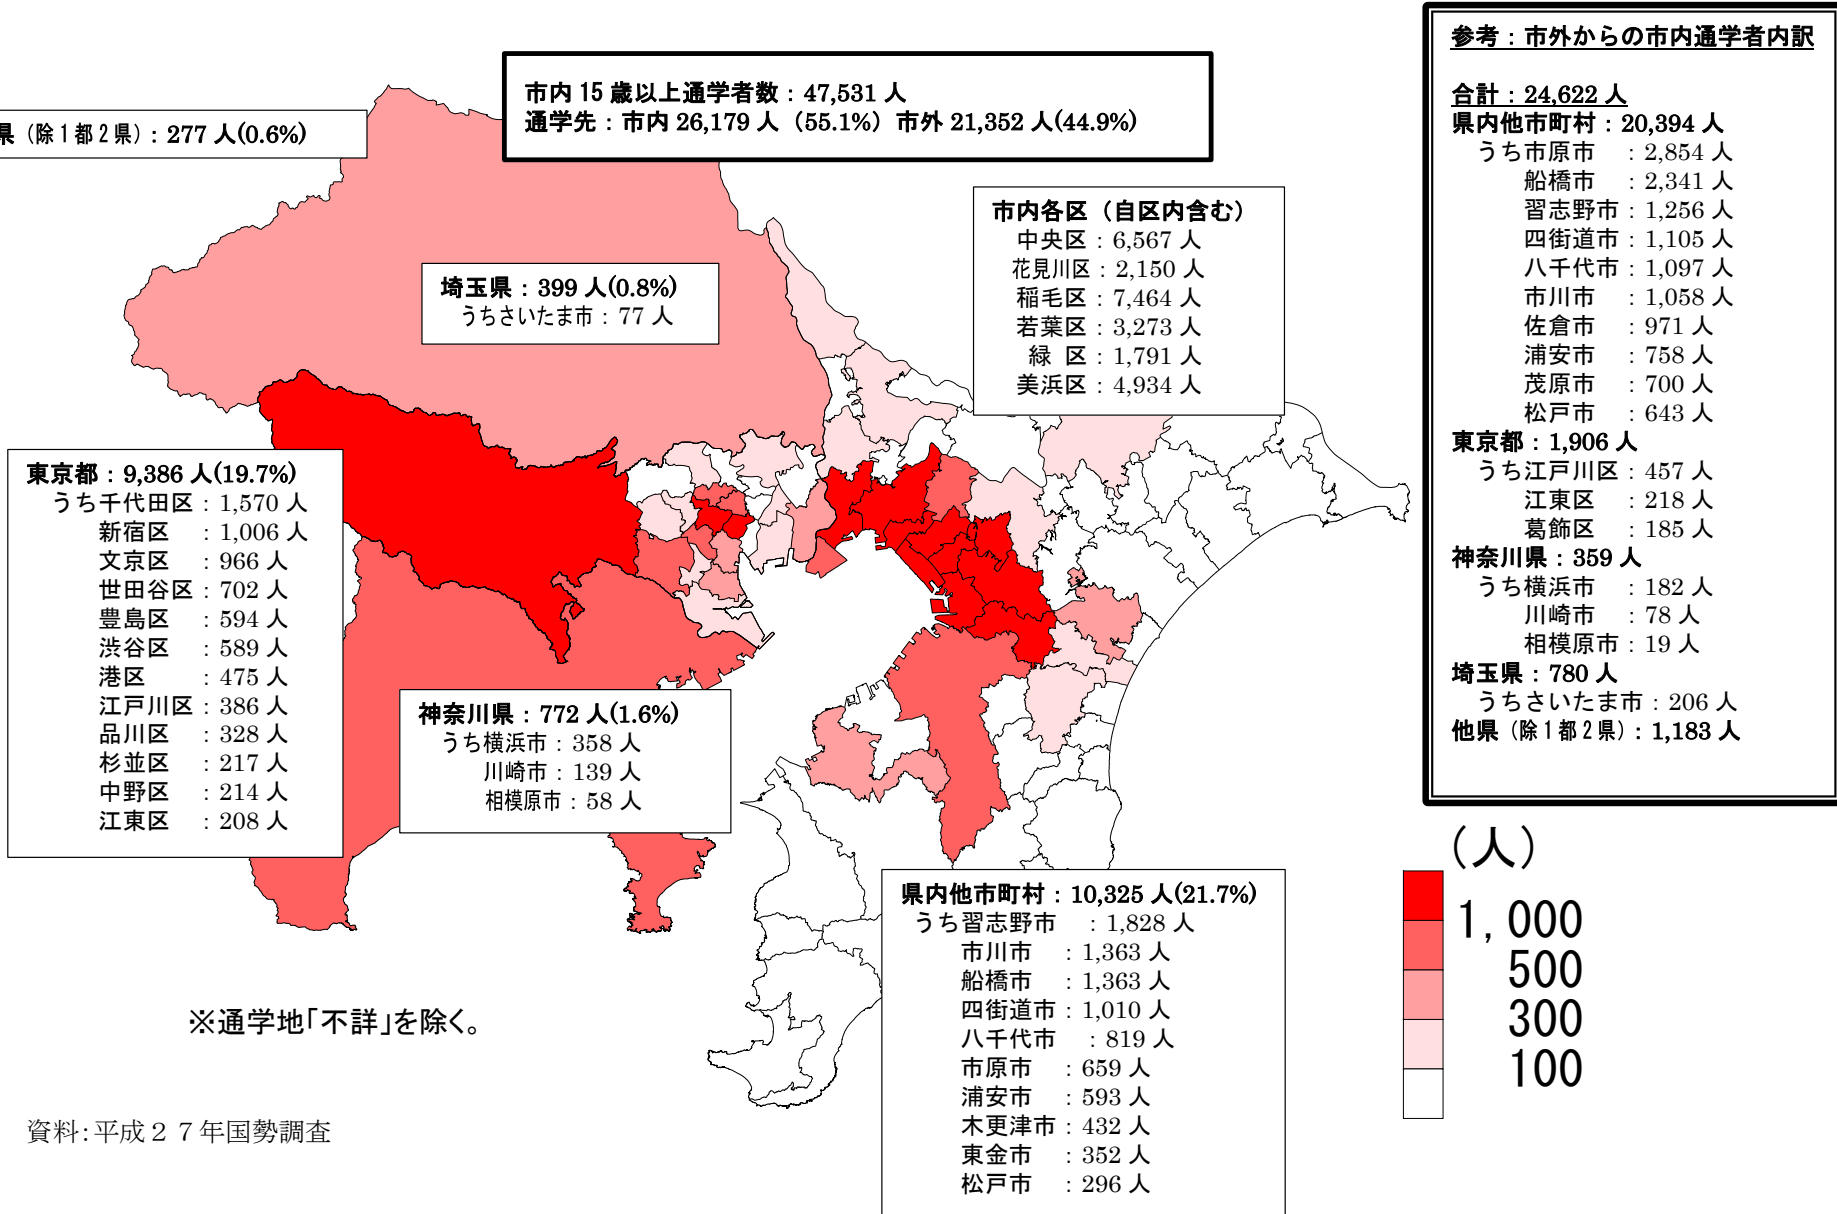 市内 15 歳以上通学者数：47,531 人
通学先：市内 26,179 人（55.1%）市外 21,352 人(44.9%)
県（除１都２県）：277 人(0.6%)
埼玉県：399 人(0.8%)
うちさいたま市：77 人
市内各区（自区内含む）
中央区：6,567 人
花見川区：2,150 人
稲毛区：7,464 人
若葉区：3,273 人
緑 区：1,791 人
美浜区：4,934 人
東京都：9,386 人(19.7%)
うち千代田区：1,570 人
新宿区 ：1,006 人
文京区 ：966 人
世田谷区：702 人
豊島区 ：594 人
渋谷区 ：589 人
港区 ：475 人
江戸川区：386 人
品川区 ：328 人
杉並区 ：217 人
中野区 ：214 人
江東区 ：208 人
神奈川県：772 人(1.6%)
うち横浜市：358 人
川崎市：139 人
相模原市：58 人
県内他市町村：10,325 人(21.7%)
うち習志野市 ：1,828 人
市川市 ：1,363 人
船橋市 ：1,363 人
四街道市：1,010 人
八千代市 ：819 人
市原市 ：659 人
浦安市 ：593 人
木更津市：432 人
東金市 ：352 人
松戸市 ：296 人
参考：市外からの市内通学者内訳
合計：24,622 人
県内他市町村：20,394 人
うち市原市 ：2,854 人
船橋市 ：2,341 人
習志野市：1,256 人
四街道市：1,105 人
八千代市：1,097 人
市川市 ：1,058 人
佐倉市 ：971 人
浦安市 ：758 人
茂原市 ：700 人
松戸市 ：643 人
東京都：1,906 人
うち江戸川区：457 人
江東区 ：218 人
葛飾区 ：185 人
神奈川県：359 人
うち横浜市 ：182 人
川崎市 ：78 人
相模原市：19 人
埼玉県：780 人
うちさいたま市：206 人
他県（除１都２県）：1,183 人
(人)
1,000
500
300
100
※通学地「不詳」を除く。
資料:平成２７年国勢調査